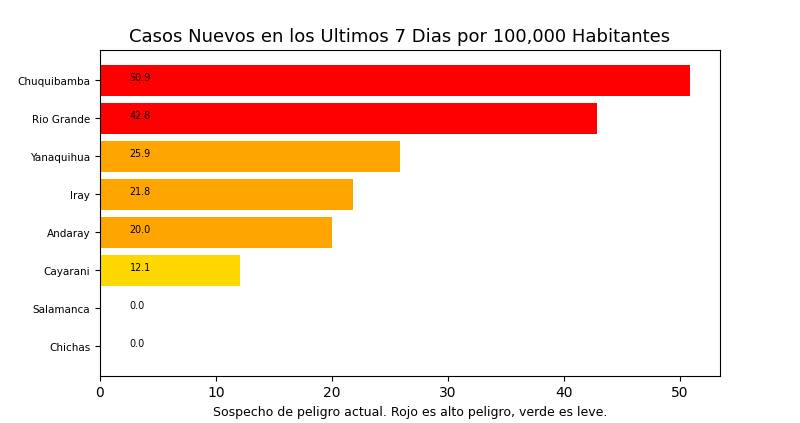 Casos Nuevos en los Ultimos 7 Dias por 100,000 Habitantes
Chuquibamba 50.9
Rio Grande 42.8
Yanaquihua 25.9
Iray 21.8
Andaray 20.0
Cayarani 12.1
Salamanca 0.0
Chichas 0.0
0 10 20 30 40 50
Sospecho de peligro actual. Rojo es alto peligro, verde es leve.